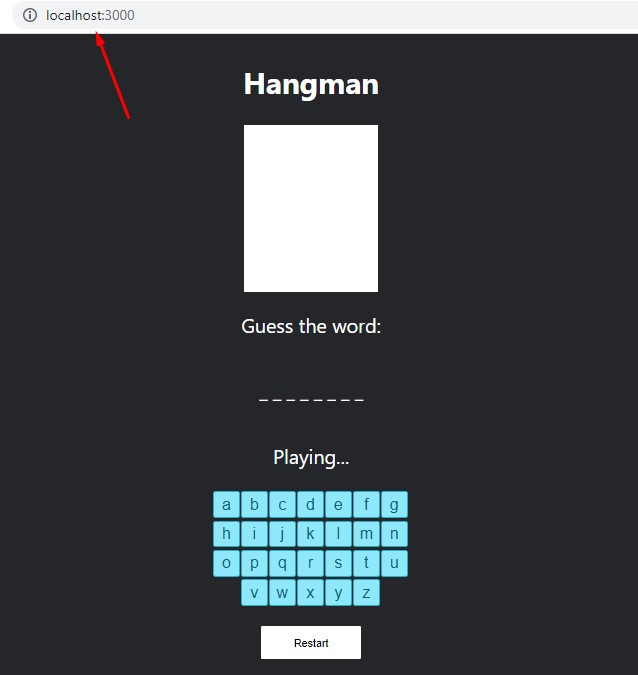 localhost:3000
Hangman
Guess the word:
_ _ _ _ _ _ _ _
Playing...
a b c d e f g
h i j k l m n
o p q r s t u
v w x y z
Restart